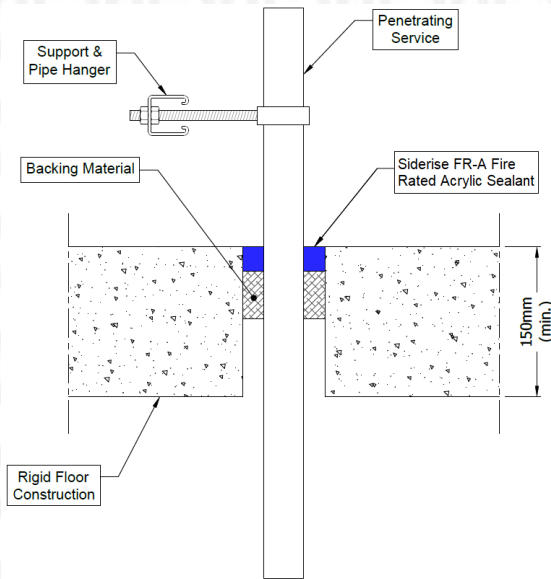 Penetrating
Service
Support &
Pipe Hanger
Backing Material
Siderise FR-A Fire
Rated Acrylic Sealant
150mm
(min.)
Rigid Floor
Construction